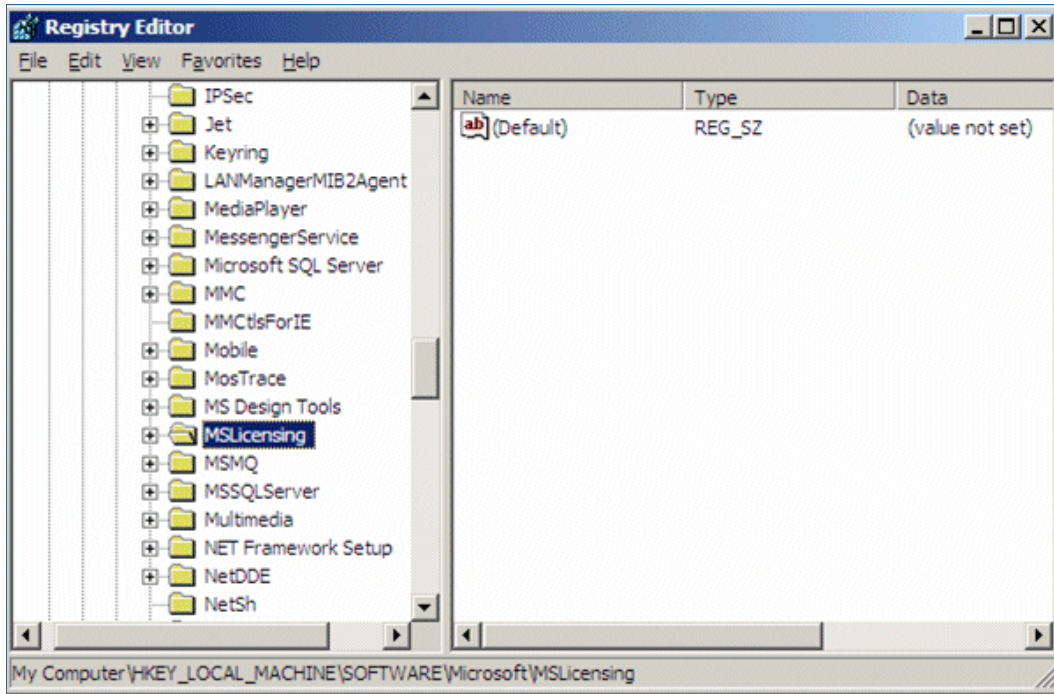 Registry Editor
File Edit View Favorites Help
IPSec
Jet
Keyring
LANManagerMIB2Agent
MediaPlayer
MessengerService
Microsoft SQL Server
MMC
MMCtlsForIE
Mobile
MosTrace
MS Design Tools
MSLicensing
MSMQ
MSSQLServer
Multimedia
NET Framework Setup
NetDDE
NetSh
Name Type Data
ab (Default) REG_SZ (value not set)
My Computer\HKEY_LOCAL_MACHINE\SOFTWARE\Microsoft\MSLicensing